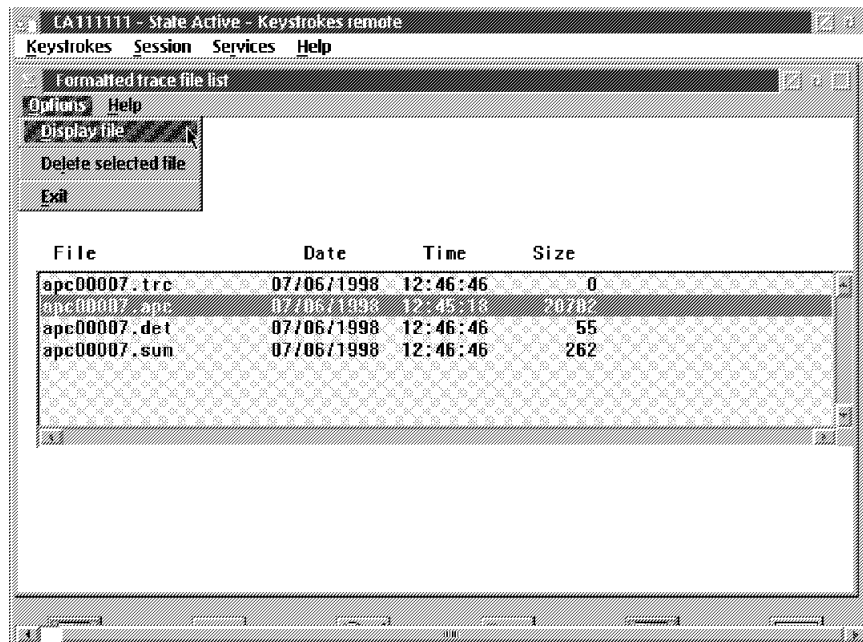 CA111111 - State Active - Keystrokes remote
Keystrokes Session Services Help
Formatted trace file list
Options Help
Display file
Delete selected file
Exit
File Date Time Size
apc00007.trc 07/06/1998 12:46:46 0
apc00007.apc 07/06/1998 12:45:18 20782
apc00007.det 07/06/1998 12:46:46 55
apc00007.sum 07/06/1998 12:46:46 262